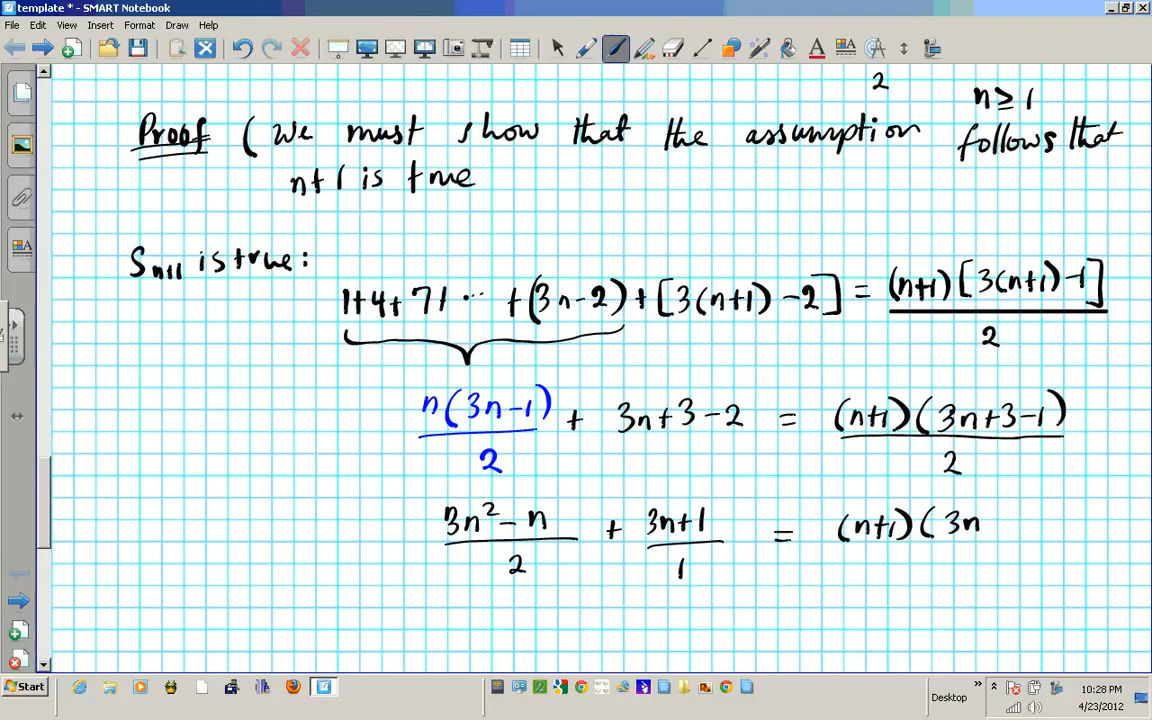 template * - SMART Notebook
File Edit View Insert Format Tools Draw Help
2
n ≥ 1
Proof ( We must show that the assumption follows that
n+1 is true
Sn+1 is true:
1+4+7+ ... +(3n-2)+[3(n+1)-2] = (n+1)[3(n+1)-1]
2
n(3n-1) + 3n+3-2 = (n+1)(3n+3-1)
2 2
3n²-n + 3n+1 = (n+1)(3n
2 1
Start
Desktop
»
10:28 PM
4/23/2012